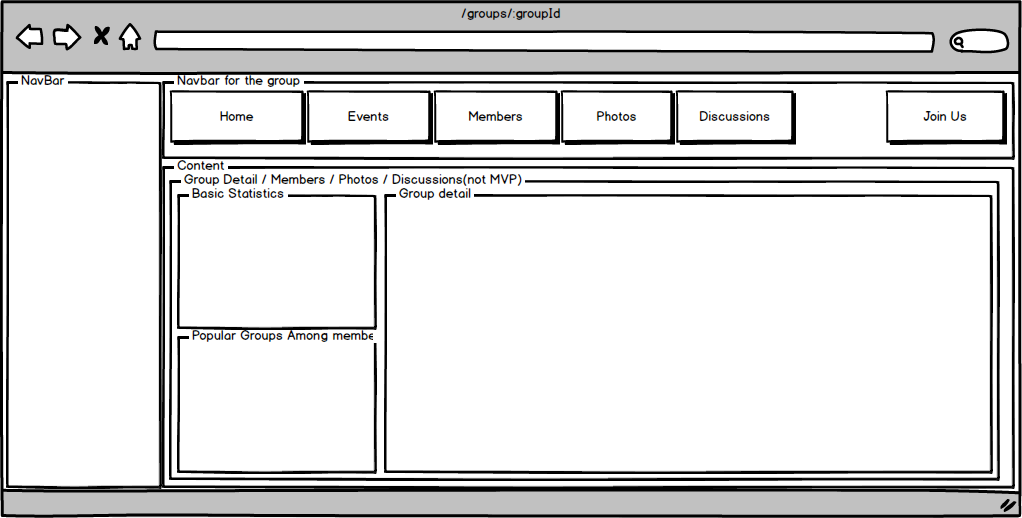 /groups/:groupId
NavBar
Navbar for the group
Home
Events
Members
Photos
Discussions
Join Us
Content
Group Detail / Members / Photos / Discussions(not MVP)
Basic Statistics
Group detail
Popular Groups Among membe